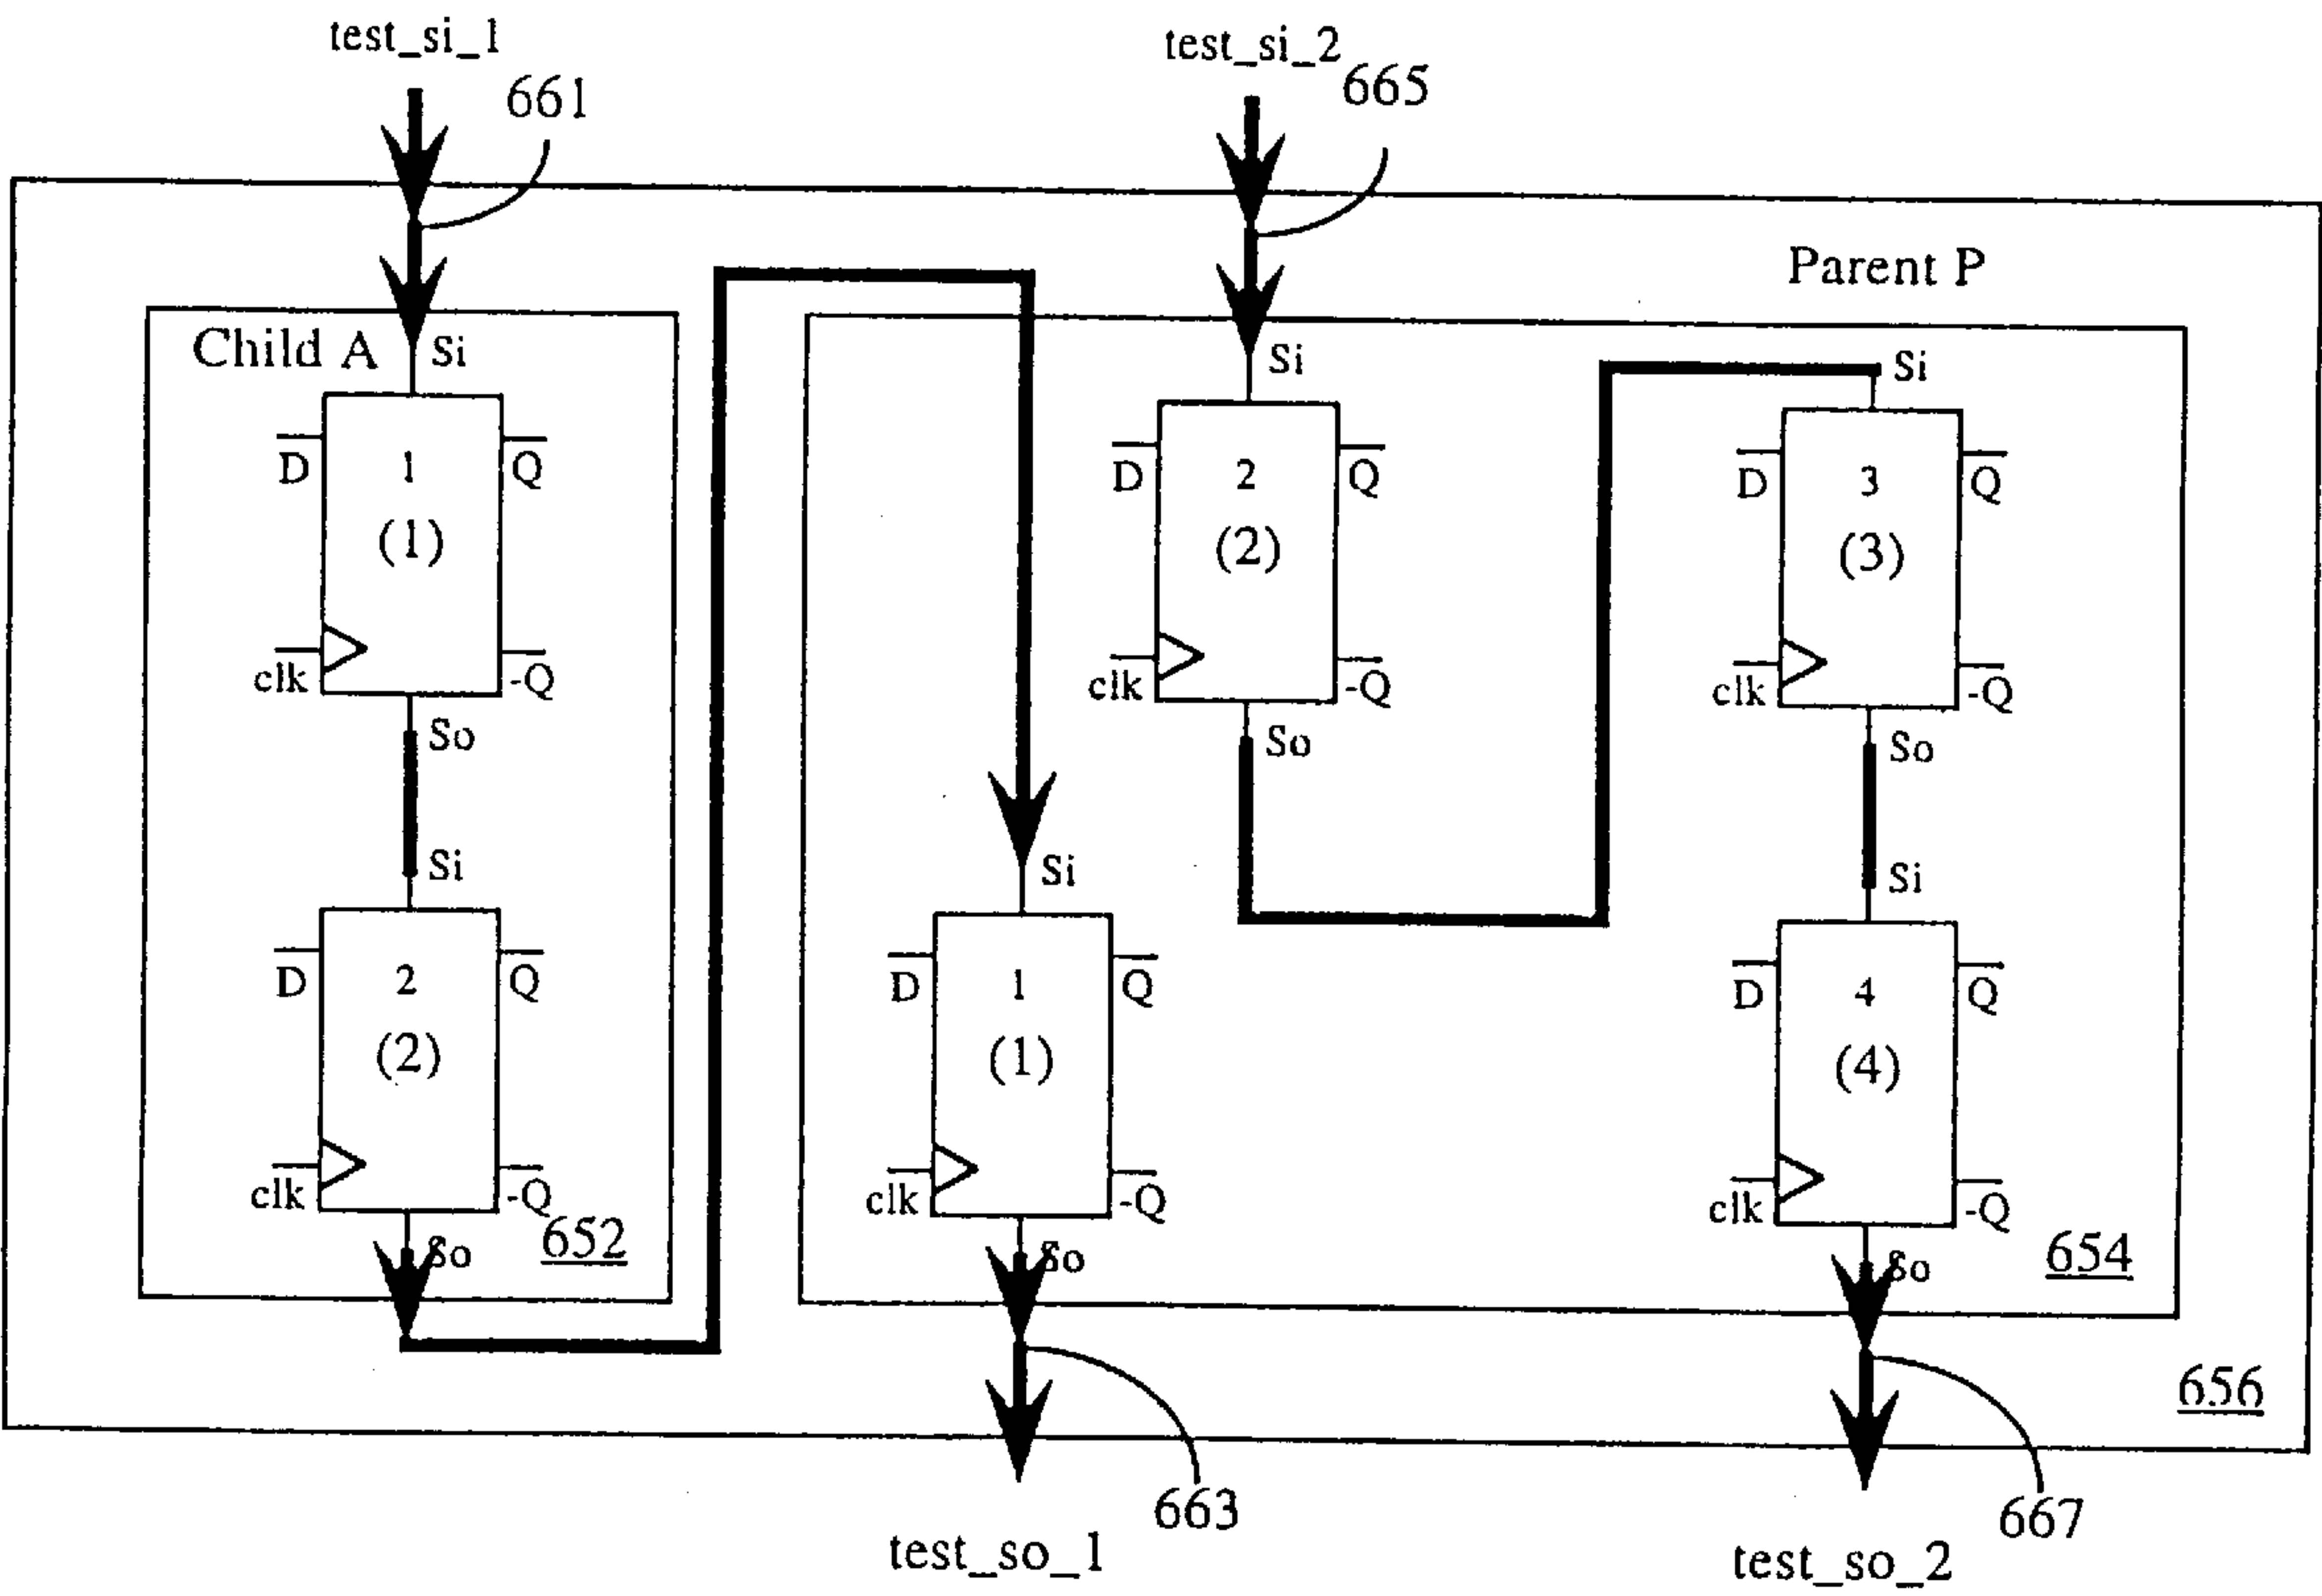 test_si_1
661
test_si_2
665
Parent P
Child A
Si
D
1
(1)
Q
clk
-Q
So
Si
D
2
(2)
Q
clk
-Q
So
652
Si
D
2
(2)
Q
clk
-Q
So
Si
D
1
(1)
Q
clk
-Q
So
Si
D
3
(3)
Q
clk
-Q
So
Si
D
4
(4)
Q
clk
-Q
So
654
656
663
test_so_1
667
test_so_2